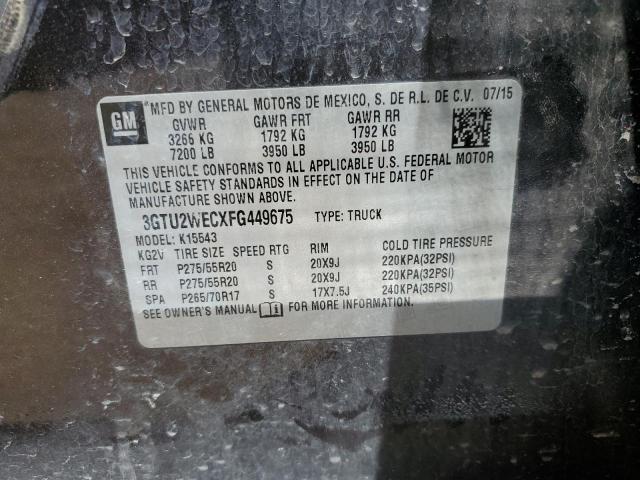 GM
MFD BY GENERAL MOTORS DE MEXICO, S. DE R.L. DE C.V. 07/15
GVWR GAWR FRT GAWR RR
3266 KG 1792 KG 1792 KG
7200 LB 3950 LB 3950 LB
THIS VEHICLE CONFORMS TO ALL APPLICABLE U.S. FEDERAL MOTOR
VEHICLE SAFETY STANDARDS IN EFFECT ON THE DATE OF
MANUFACTURE SHOWN ABOVE.
3GTU2WECXFG449675 TYPE: TRUCK
MODEL: K15543
KG2V TIRE SIZE SPEED RTG RIM COLD TIRE PRESSURE
FRT P275/55R20 S 20X9J 220KPA(32PSI)
RR P275/55R20 S 20X9J 220KPA(32PSI)
SPA P265/70R17 S 17X7.5J 240KPA(35PSI)
SEE OWNER'S MANUAL FOR MORE INFORMATION.